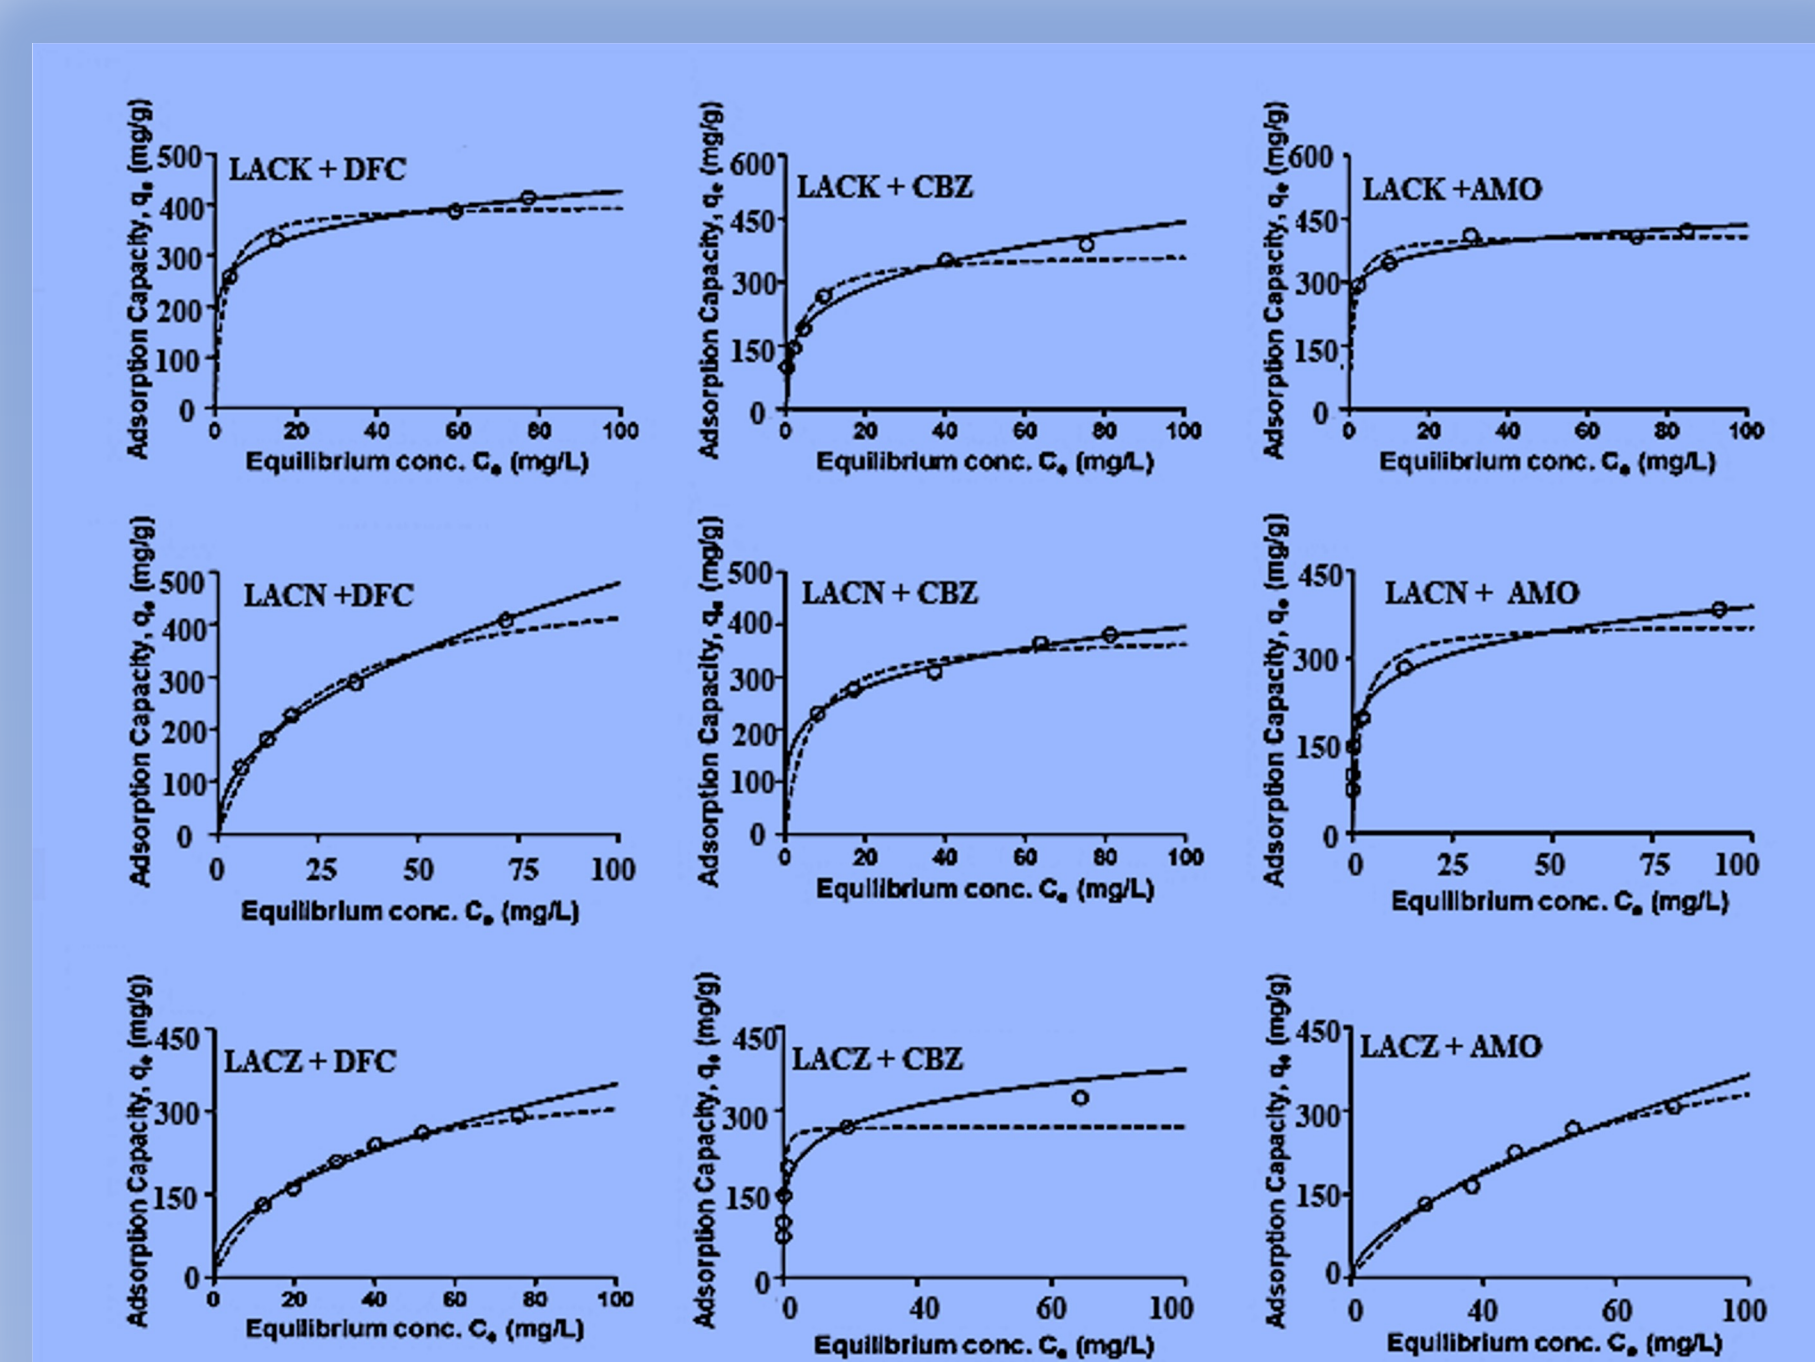 Adsorption Capacity, qe (mg/g)
500
400
300
200
100
0
LACK + DFC
0 20 40 60 80 100
Equilibrium conc. Ce (mg/L)
Adsorption Capacity, qe (mg/g)
600
450
300
150
0
LACK + CBZ
0 20 40 60 80 100
Equilibrium conc. Ce (mg/L)
Adsorption Capacity, qe (mg/g)
600
450
300
150
0
LACK +AMO
0 20 40 60 80 100
Equilibrium conc. Ce (mg/L)
Adsorption Capacity, qe (mg/g)
500
400
300
200
100
0
LACN +DFC
0 25 50 75 100
Equilibrium conc. Ce (mg/L)
Adsorption Capacity, qe (mg/g)
500
400
300
200
100
0
LACN + CBZ
0 20 40 60 80 100
Equilibrium conc. Ce (mg/L)
Adsorption Capacity, qe (mg/g)
450
300
150
0
LACN + AMO
0 25 50 75 100
Equilibrium conc. Ce (mg/L)
Adsorption Capacity, qe (mg/g)
450
300
150
0
LACZ + DFC
0 20 40 60 80 100
Equilibrium conc. Ce (mg/L)
Adsorption Capacity, qe (mg/g)
450
300
150
0
LACZ + CBZ
0 40 60 100
Equilibrium conc. Ce (mg/L)
Adsorption Capacity, qe (mg/g)
450
300
150
0
LACZ + AMO
0 40 60 100
Equilibrium conc. Ce (mg/L)